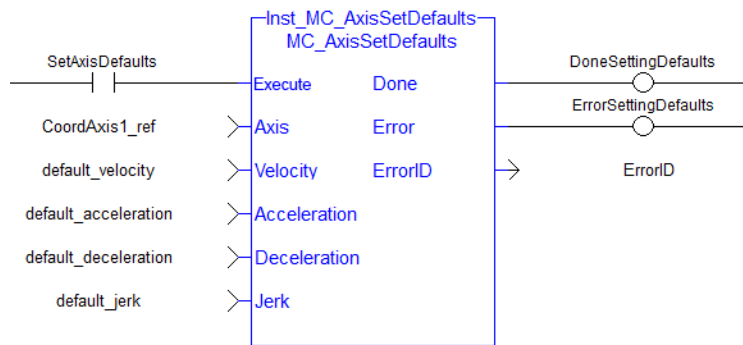 Inst_MC_AxisSetDefaults
MC_AxisSetDefaults
SetAxisDefaults
DoneSettingDefaults
Execute Done
ErrorSettingDefaults
CoordAxis1_ref Axis Error
default_velocity Velocity ErrorID ErrorID
default_acceleration Acceleration
default_deceleration Deceleration
default_jerk Jerk